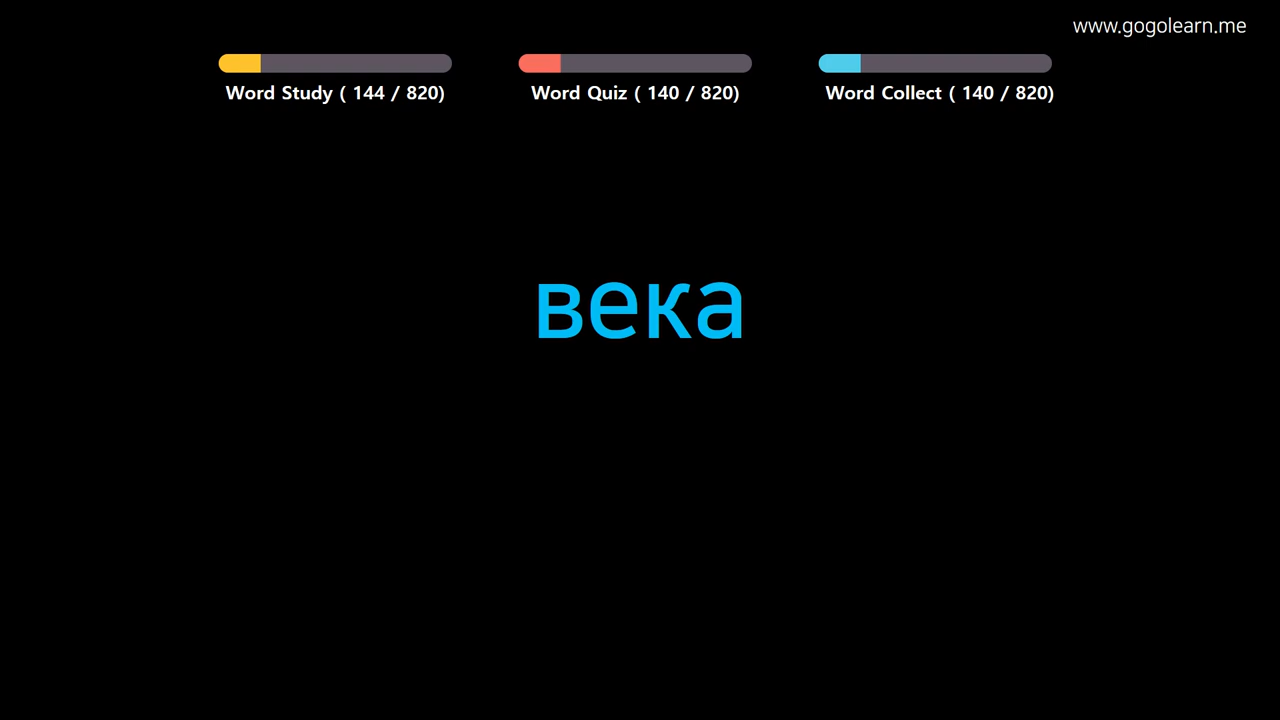 www.gogolearn.me
Word Study ( 144 / 820)
Word Quiz ( 140 / 820)
Word Collect ( 140 / 820)
века